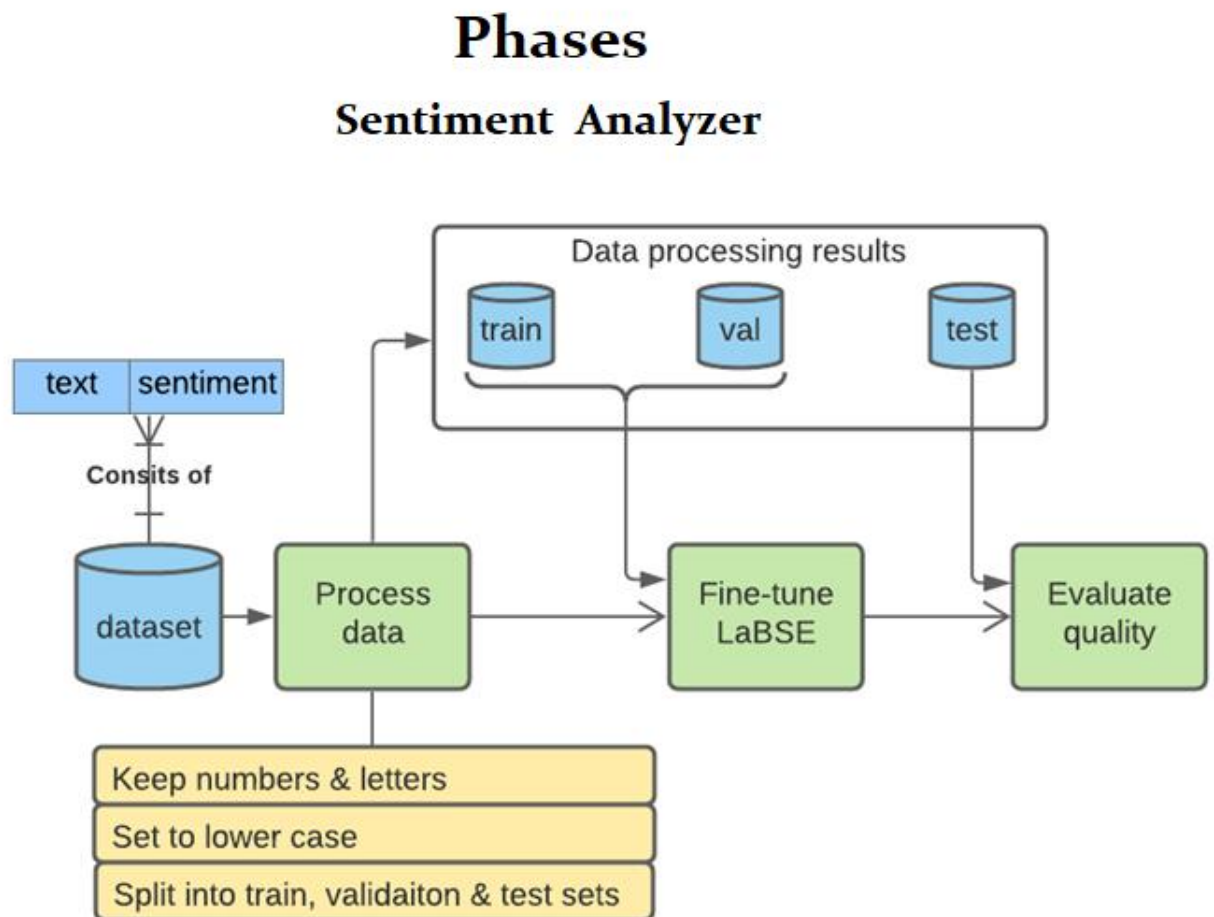 Phases
Sentiment Analyzer
Data processing results
train
val
test
text
sentiment
Consits of
dataset
Process
data
Fine-tune
LaBSE
Evaluate
quality
Keep numbers & letters
Set to lower case
Split into train, validaiton & test sets